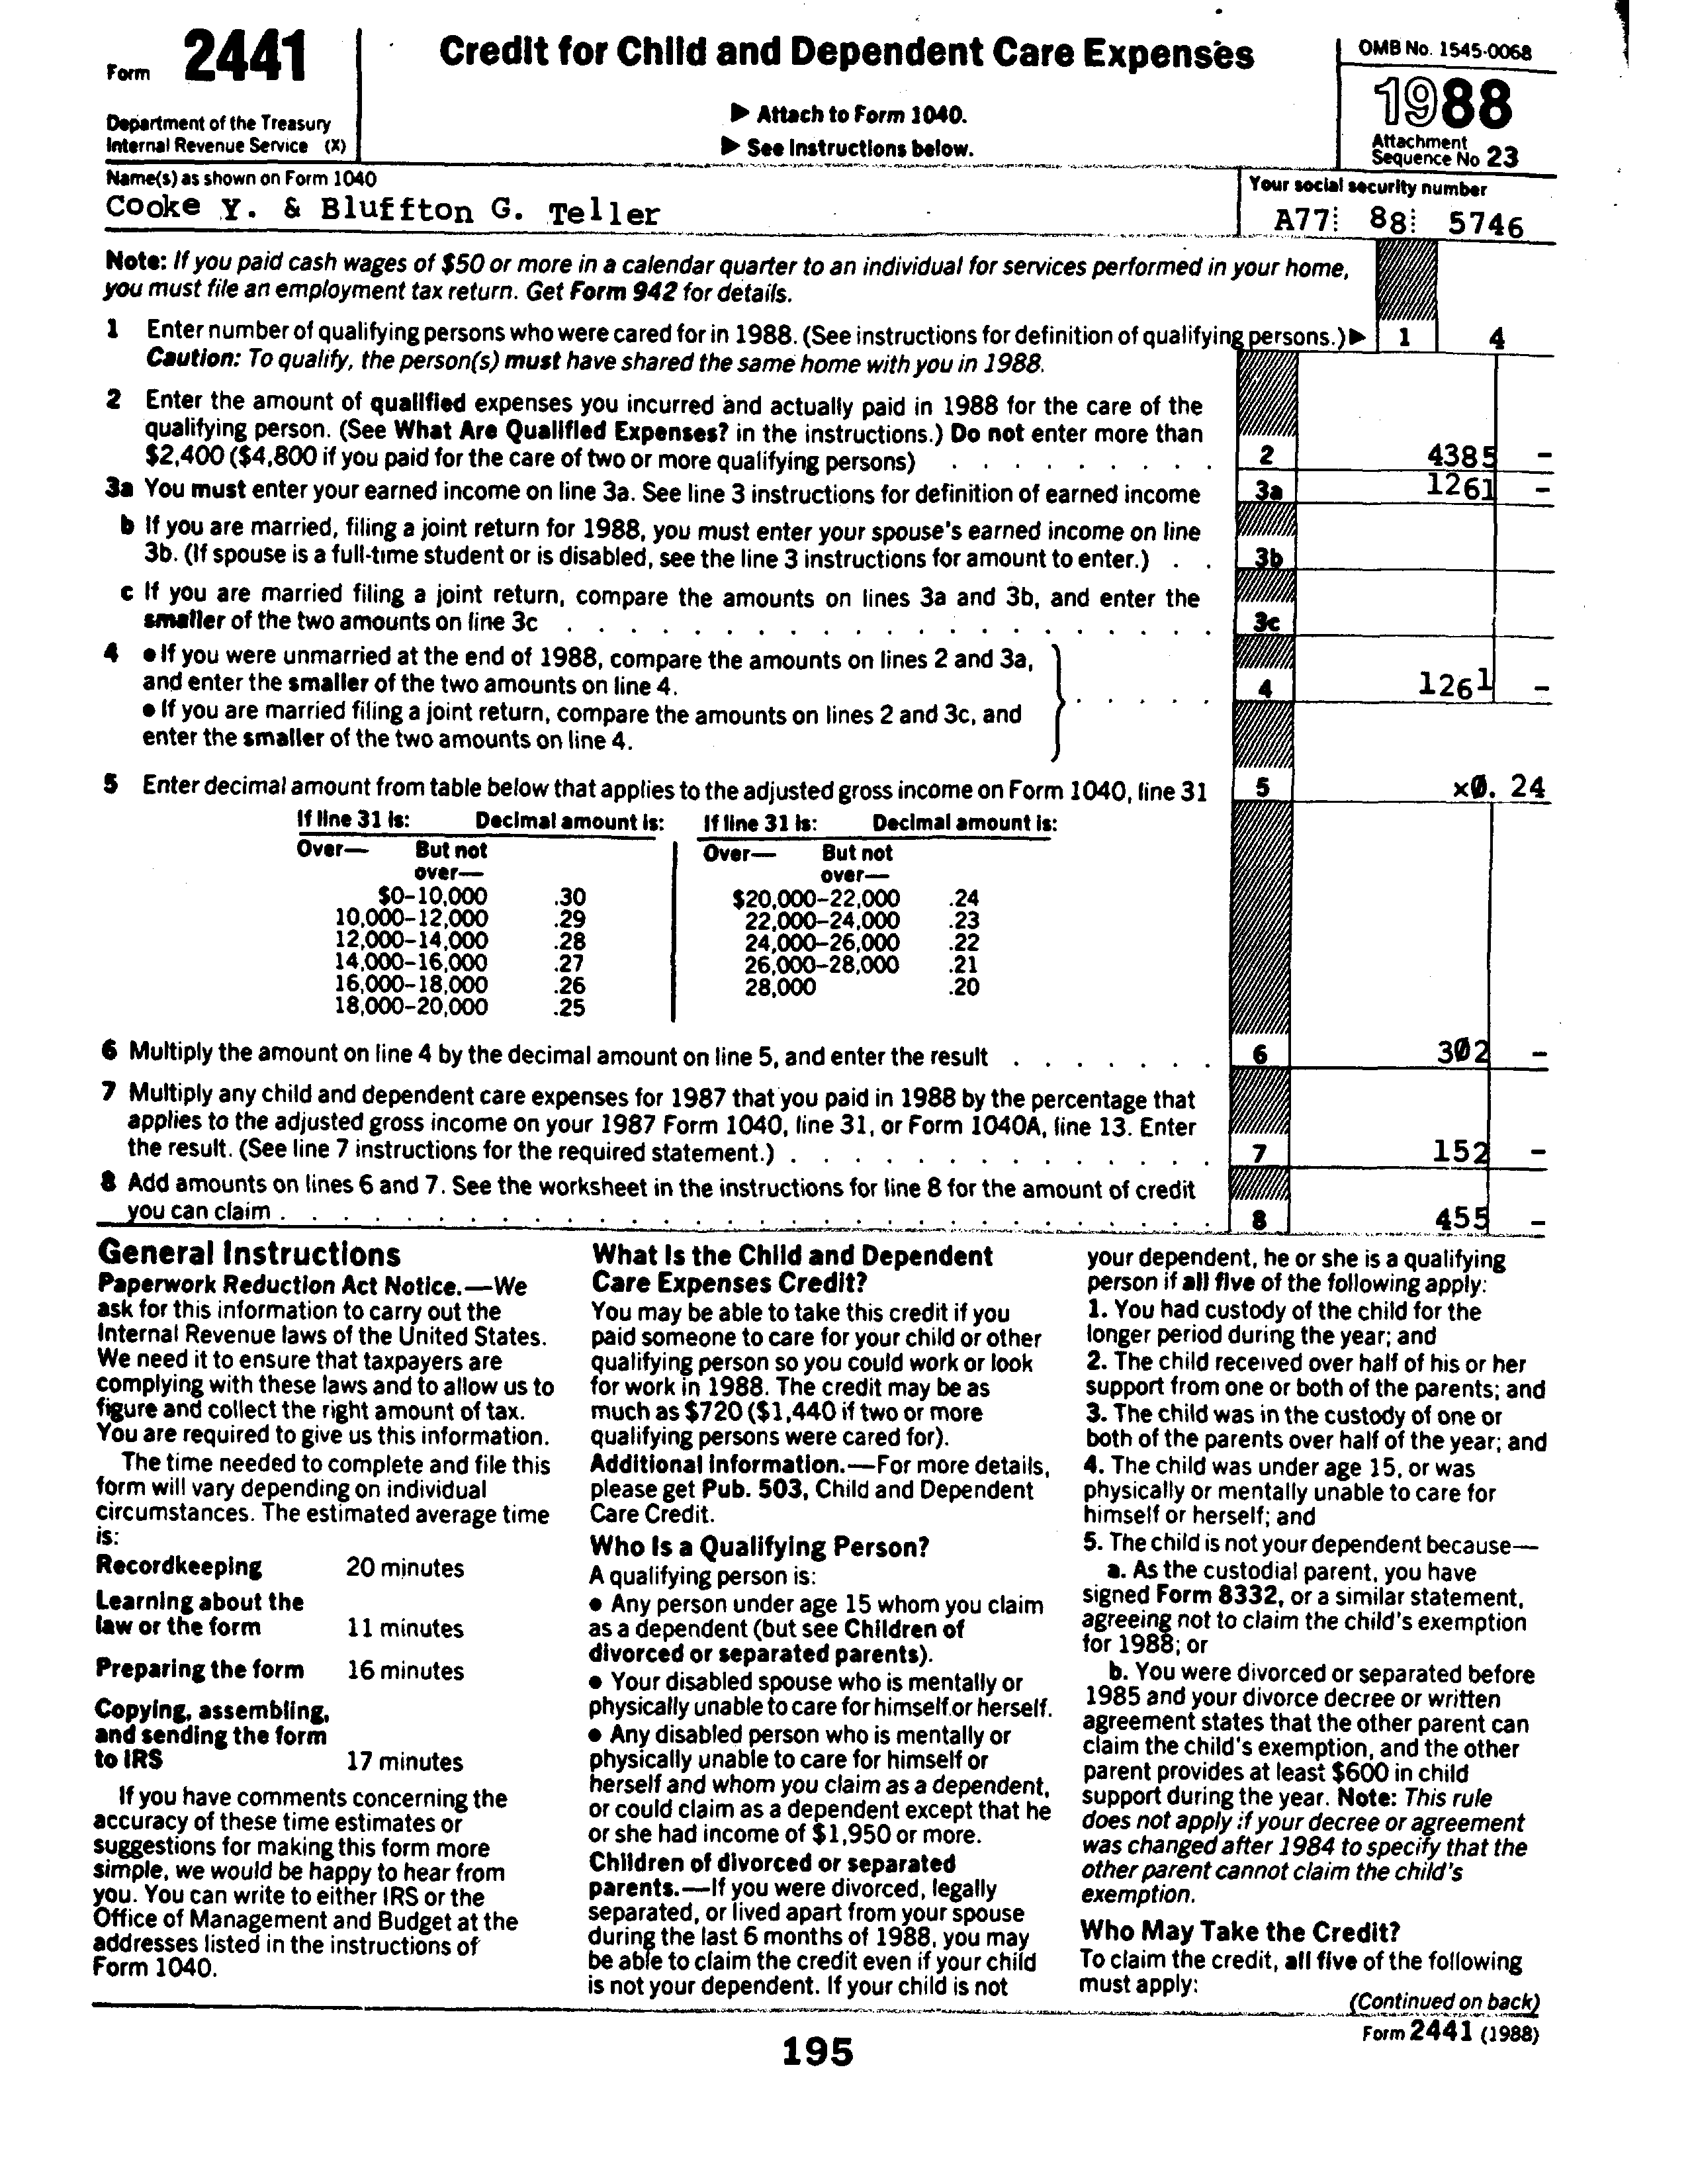 Form 2441
Department of the Treasury
Internal Revenue Service (X)
Credit for Child and Dependent Care Expenses
▶ Attach to Form 1040.
▶ See instructions below.
OMB No. 1545-0068
1988
Attachment
Sequence No 23
Name(s) as shown on Form 1040
Cooke Y. & Bluffton G. Teller
Your social security number
A77 88 5746
Note: If you paid cash wages of $50 or more in a calendar quarter to an individual for services performed in your home,
you must file an employment tax return. Get Form 942 for details.
1 Enter number of qualifying persons who were cared for in 1988. (See instructions for definition of qualifying persons.) ▶ 1 4
Caution: To qualify, the person(s) must have shared the same home with you in 1988.
2 Enter the amount of qualified expenses you incurred and actually paid in 1988 for the care of the
qualifying person. (See What Are Qualified Expenses? in the instructions.) Do not enter more than
$2,400 ($4,800 if you paid for the care of two or more qualifying persons) . . . . . . . . . 2 4385 –
3a You must enter your earned income on line 3a. See line 3 instructions for definition of earned income 3a 1261 –
b If you are married, filing a joint return for 1988, you must enter your spouse's earned income on line
3b. (If spouse is a full-time student or is disabled, see the line 3 instructions for amount to enter.) . . 3b
c If you are married filing a joint return, compare the amounts on lines 3a and 3b, and enter the
smaller of the two amounts on line 3c . . . . . . . . . . . . . . . . . . . . . 3c
4 ● If you were unmarried at the end of 1988, compare the amounts on lines 2 and 3a,
and enter the smaller of the two amounts on line 4. . . . . . 4 1261 –
● If you are married filing a joint return, compare the amounts on lines 2 and 3c, and
enter the smaller of the two amounts on line 4.
5 Enter decimal amount from table below that applies to the adjusted gross income on Form 1040, line 31 5 x0. 24
If line 31 is: Decimal amount is: If line 31 is: Decimal amount is:
Over— But not Over— But not
over— over—
$0–10,000 .30 $20,000–22,000 .24
10,000–12,000 .29 22,000–24,000 .23
12,000–14,000 .28 24,000–26,000 .22
14,000–16,000 .27 26,000–28,000 .21
16,000–18,000 .26 28,000 .20
18,000–20,000 .25
6 Multiply the amount on line 4 by the decimal amount on line 5, and enter the result . . . . . . . 6 302 –
7 Multiply any child and dependent care expenses for 1987 that you paid in 1988 by the percentage that
applies to the adjusted gross income on your 1987 Form 1040, line 31, or Form 1040A, line 13. Enter
the result. (See line 7 instructions for the required statement.) . . . . . . . . . . . . . . 7 152 –
8 Add amounts on lines 6 and 7. See the worksheet in the instructions for line 8 for the amount of credit
you can claim . . . . . . . . . . . . . . . . . . . . . . . . . . . . . . 8 455 –
General Instructions
Paperwork Reduction Act Notice.—We
ask for this information to carry out the
Internal Revenue laws of the United States.
We need it to ensure that taxpayers are
complying with these laws and to allow us to
figure and collect the right amount of tax.
You are required to give us this information.
The time needed to complete and file this
form will vary depending on individual
circumstances. The estimated average time
is:
Recordkeeping 20 minutes
Learning about the
law or the form 11 minutes
Preparing the form 16 minutes
Copying, assembling,
and sending the form
to IRS 17 minutes
If you have comments concerning the
accuracy of these time estimates or
suggestions for making this form more
simple, we would be happy to hear from
you. You can write to either IRS or the
Office of Management and Budget at the
addresses listed in the instructions of
Form 1040.
What Is the Child and Dependent
Care Expenses Credit?
You may be able to take this credit if you
paid someone to care for your child or other
qualifying person so you could work or look
for work in 1988. The credit may be as
much as $720 ($1,440 if two or more
qualifying persons were cared for).
Additional Information.—For more details,
please get Pub. 503, Child and Dependent
Care Credit.
Who Is a Qualifying Person?
A qualifying person is:
● Any person under age 15 whom you claim
as a dependent (but see Children of
divorced or separated parents).
● Your disabled spouse who is mentally or
physically unable to care for himself or herself.
● Any disabled person who is mentally or
physically unable to care for himself or
herself and whom you claim as a dependent,
or could claim as a dependent except that he
or she had income of $1,950 or more.
Children of divorced or separated
parents.—If you were divorced, legally
separated, or lived apart from your spouse
during the last 6 months of 1988, you may
be able to claim the credit even if your child
is not your dependent. If your child is not
your dependent, he or she is a qualifying
person if all five of the following apply:
1. You had custody of the child for the
longer period during the year; and
2. The child received over half of his or her
support from one or both of the parents; and
3. The child was in the custody of one or
both of the parents over half of the year; and
4. The child was under age 15, or was
physically or mentally unable to care for
himself or herself; and
5. The child is not your dependent because—
a. As the custodial parent, you have
signed Form 8332, or a similar statement,
agreeing not to claim the child's exemption
for 1988; or
b. You were divorced or separated before
1985 and your divorce decree or written
agreement states that the other parent can
claim the child's exemption, and the other
parent provides at least $600 in child
support during the year. Note: This rule
does not apply if your decree or agreement
was changed after 1984 to specify that the
other parent cannot claim the child's
exemption.
Who May Take the Credit?
To claim the credit, all five of the following
must apply:
(Continued on back)
Form 2441 (1988)
195